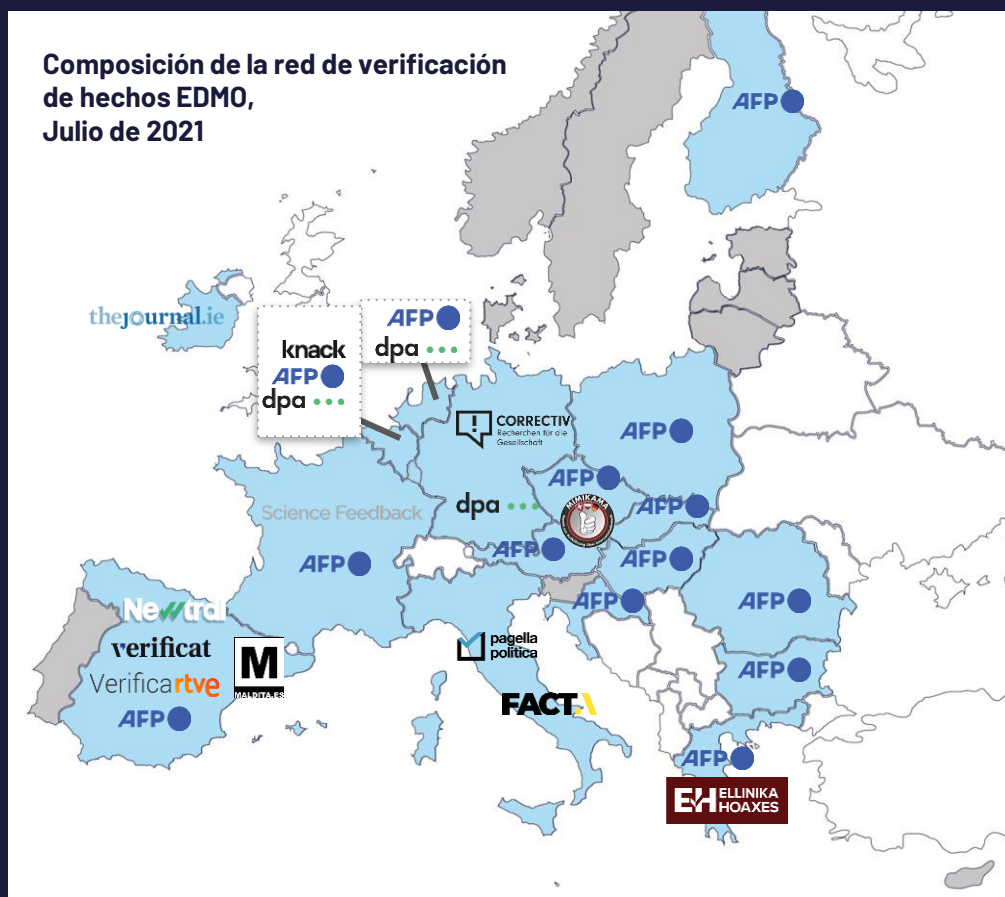 Composición de la red de verificación
de hechos EDMO,
Julio de 2021
AFP
thejournal.ie
AFP
dpa
knack
AFP
dpa
CORRECTIV
Recherchen für die
Gesellschaft
AFP
AFP
MIMIKAMA
Science Feedback
dpa
AFP
AFP
AFP
AFP
Newtral
AFP
AFP
verificat
pagella
politica
M
MALDITA.ES
Verificartve
AFP
FACTA
AFP
AFP
EH ELLINIKA
HOAXES